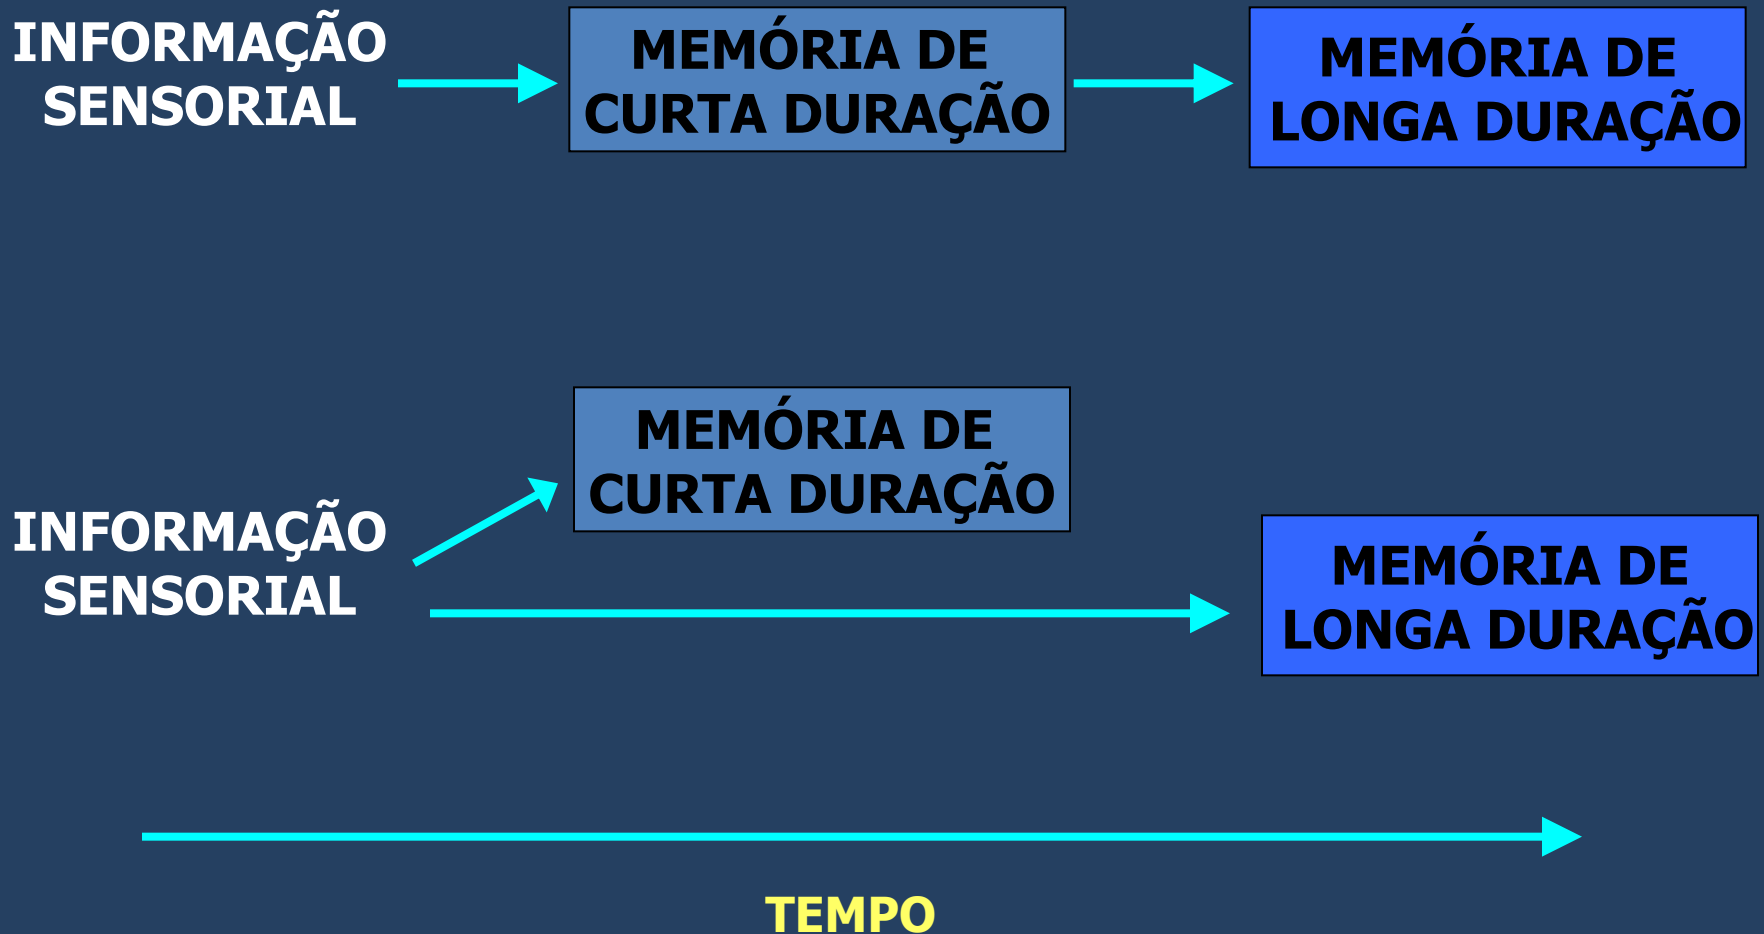 INFORMAÇÃO
SENSORIAL
MEMÓRIA DE
CURTA DURAÇÃO
MEMÓRIA DE
LONGA DURAÇÃO
INFORMAÇÃO
SENSORIAL
MEMÓRIA DE
CURTA DURAÇÃO
MEMÓRIA DE
LONGA DURAÇÃO
TEMPO